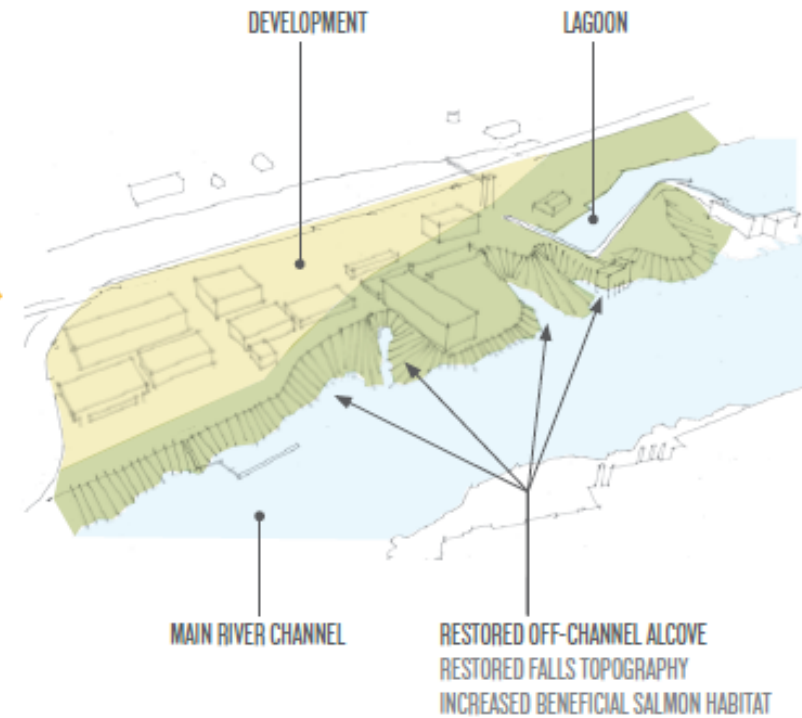 DEVELOPMENT
LAGOON
MAIN RIVER CHANNEL
RESTORED OFF-CHANNEL ALCOVE
RESTORED FALLS TOPOGRAPHY
INCREASED BENEFICIAL SALMON HABITAT